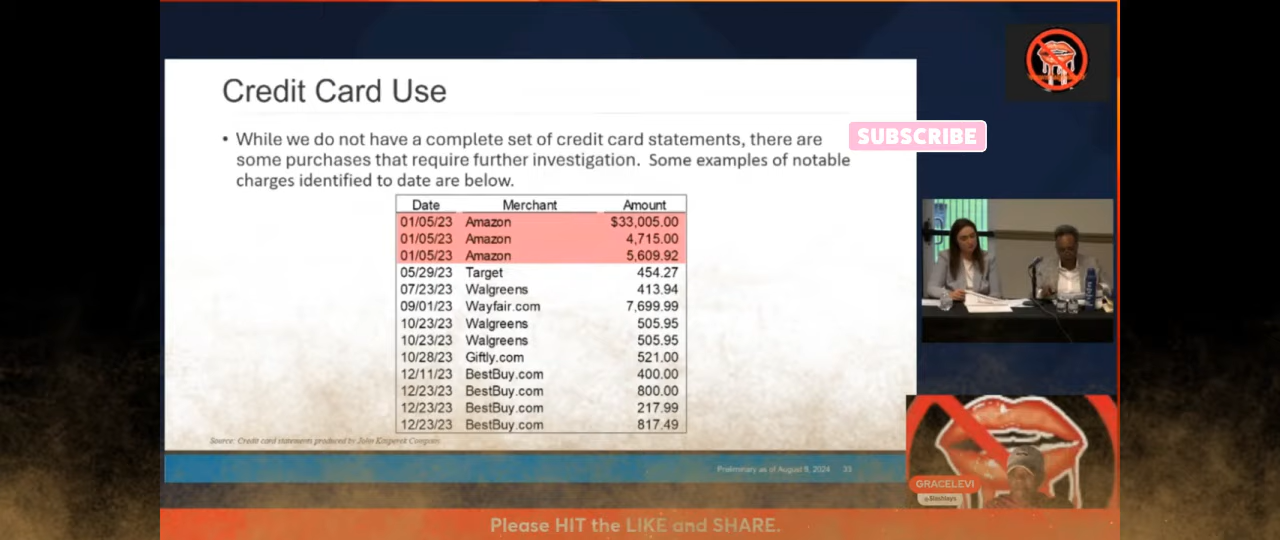 Credit Card Use
• While we do not have a complete set of credit card statements, there are
some purchases that require further investigation. Some examples of notable
charges identified to date are below.
SUBSCRIBE
Date Merchant Amount
01/05/23 Amazon $33,005.00
01/05/23 Amazon 4,715.00
01/05/23 Amazon 5,609.92
05/29/23 Target 454.27
07/23/23 Walgreens 413.94
09/01/23 Wayfair.com 7,699.99
10/23/23 Walgreens 505.95
10/23/23 Walgreens 505.95
10/28/23 Giftly.com 521.00
12/11/23 BestBuy.com 400.00
12/23/23 BestBuy.com 800.00
12/23/23 BestBuy.com 217.99
12/23/23 BestBuy.com 817.49
Source: Credit card statements produced by John Company
Preliminary as of August 8, 2024 33
GRACELEVI
Please HIT the LIKE and SHARE.